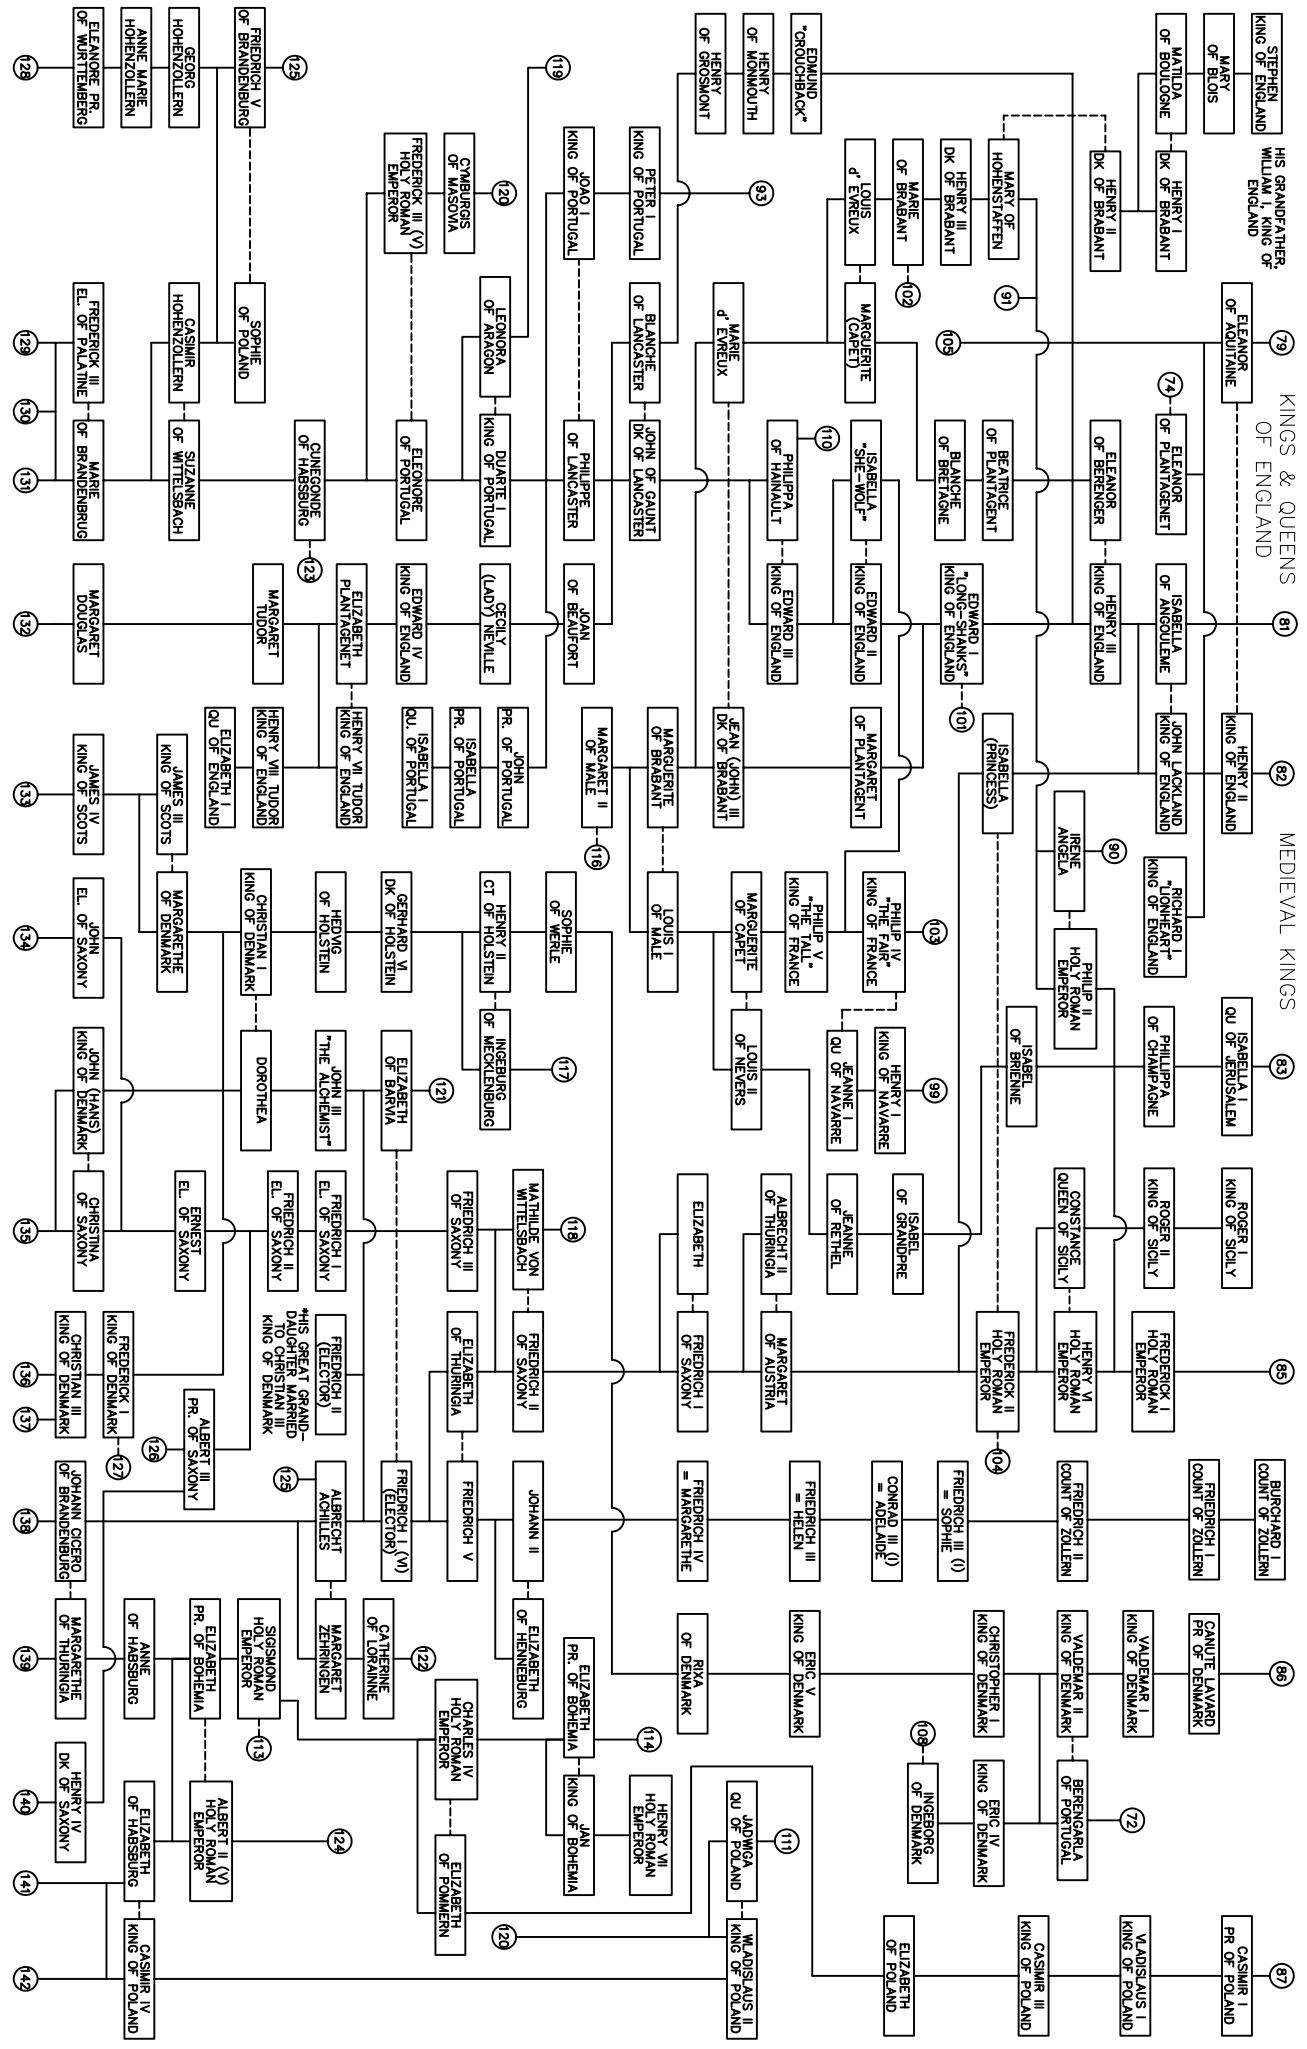 KINGS & QUEENS
OF ENGLAND
MEDIEVAL KINGS
79
81
82
83
85
86
87
STEPHEN
KING OF ENGLAND
HIS GRANDFATHER,
WILLIAM I, KING OF
ENGLAND
ELEANOR
OF AQUITAINE
HENRY II
KING OF ENGLAND
ISABELLA I
QU OF JERUSALEM
ROGER I
KING OF SICILY
BURCHARD I
COUNT OF ZOLLERN
CASIMIR I
PR OF POLAND
MARY
OF BLOIS
FRIEDRICH I
COUNT OF ZOLLERN
CANUTE LAVARD
PR OF DENMARK
MATILDA
OF BOULOGNE
HENRY I
DK OF BRABANT
74
ELEANOR
OF PLANTAGENET
ISABELLA
OF ANGOULEME
JOHN LACKLAND
KING OF ENGLAND
RICHARD I
"LIONHEART"
KING OF ENGLAND
PHILLIPPA
OF CHAMPAGNE
ROGER II
KING OF SICILY
FREDERICK I
HOLY ROMAN
EMPEROR
VALDEMAR I
KING OF DENMARK
72
VLADISLAUS I
KING OF POLAND
HENRY II
DK OF BRABANT
ELEANOR
OF BERENGER
HENRY III
KING OF ENGLAND
90
IRENE
ANGELA
PHILIP II
HOLY ROMAN
EMPEROR
CONSTANCE
QUEEN OF SICILY
HENRY VI
HOLY ROMAN
EMPEROR
FRIEDRICH II
COUNT OF ZOLLERN
VALDEMAR II
KING OF DENMARK
BERENGARLA
OF PORTUGAL
MARY OF
HOHENSTAFFEN
91
BEATRICE
OF PLANTAGENT
ISABELLA
(PRINCESS)
ISABEL
OF BRIENNE
FREDERICK II
HOLY ROMAN
EMPEROR
104
CHRISTOPHER I
KING OF DENMARK
ERIC IV
KING OF DENMARK
CASIMIR III
KING OF POLAND
HENRY III
DK OF BRABANT
105
BLANCHE
OF BRETAGNE
EDWARD I
"LONG-SHANKS"
KING OF ENGLAND
101
103
99
FRIEDRICH III (I)
= SOPHIE
108
INGEBORG
OF DENMARK
MARIE
OF BRABANT
102
PHILIP IV
"THE FAIR"
KING OF FRANCE
HENRY I
KING OF NAVARRE
ISABEL
OF GRANDPRE
CONRAD III (I)
= ADELAIDE
ELIZABETH
OF POLAND
LOUIS
d' EVREUX
MARGUERITE
(CAPET)
ISABELLA
"SHE-WOLF"
EDWARD II
KING OF ENGLAND
MARGARET
OF PLANTAGENT
JEANNE I
QU OF NAVARRE
JEANNE
OF RETHEL
EDMUND
"CROUCHBACK"
110
PHILIPPA
OF HAINAULT
EDWARD III
KING OF ENGLAND
PHILIP V
"THE TALL"
KING OF FRANCE
ALBRECHT II
OF THURINGIA
MARGARET
OF AUSTRIA
FRIEDRICH III
= HELEN
ERIC V
KING OF DENMARK
111
HENRY
OF MONMOUTH
93
MARIE
d' EVREUX
JEAN (JOHN) III
DK OF BRABANT
MARGUERITE
OF CAPET
LOUIS II
OF NEVERS
JADWIGA
QU OF POLAND
WLADISLAUS II
KING OF POLAND
HENRY
OF GROSMONT
ELIZABETH
FRIEDRICH I
OF SAXONY
FRIEDRICH IV
= MARGARETHE
RIXA
OF DENMARK
PETER I
KING OF PORTUGAL
BLANCHE
OF LANCASTER
JOHN OF GAUNT
DK OF LANCASTER
MARGUERITE
OF BRABANT
LOUIS I
OF MALE
114
HENRY VII
HOLY ROMAN
EMPEROR
119
JOAO I
KING OF PORTUGAL
PHILIPPE
OF LANCASTER
JOAN
OF BEAUFORT
MARGARET II
OF MALE
116
SOPHIE
OF WERLE
117
118
ELIZABETH
PR. OF BOHEMIA
JAN
KING OF BOHEMIA
120
LEONORA
OF ARAGON
DUARTE I
KING OF PORTUGAL
CECILY
(LADY) NEVILLE
JOHN
PR. OF PORTUGAL
HENRY II
CT OF HOLSTEIN
INGEBURG
OF MECKLENBURG
MATHILDE VON
WITTELSBACH
FRIEDRICH II
OF SAXONY
JOHANN II
ELIZABETH
OF HENNEBURG
120
CYMBURGIS
OF MASOVIA
ISABELLA
PR. OF PORTUGAL
121
FRIEDRICH III
OF SAXONY
ELIZABETH
OF THURINGIA
FRIEDRICH V
122
CHARLES IV
HOLY ROMAN
EMPEROR
ELIZABETH
OF POMMERN
FREDERICK III (V)
HOLY ROMAN
EMPEROR
ELEONORE
OF PORTUGAL
EDWARD IV
KING OF ENGLAND
ISABELLA I
QU. OF PORTUGAL
GERHARD VI
DK OF HOLSTEIN
ELIZABETH
OF BARVIA
FRIEDRICH I (VI)
(ELECTOR)
CATHERINE
OF LORAINNE
124
125
CUNEGONDE
OF HABSBURG
123
ELIZABETH
PLANTAGENET
HENRY VII TUDOR
KING OF ENGLAND
HEDVIG
OF HOLSTEIN
JOHN III
"THE ALCHEMIST"
FRIEDRICH I
EL. OF SAXONY
FRIEDRICH II
(ELECTOR)
*HIS GREAT GRAND-
DAUGHTER MARRIED
TO CHRISTIAN III
KING OF DENMARK
ALBRECHT
ACHILLES
125
MARGARET
ZEHRINGEN
FRIEDRICH V
OF BRANDENBURG
SOPHIE
OF POLAND
MARGARET
TUDOR
HENRY VIII TUDOR
KING OF ENGLAND
CHRISTIAN I
KING OF DENMARK
DOROTHEA
FRIEDRICH II
EL. OF SAXONY
SIGISMOND
HOLY ROMAN
EMPEROR
113
GEORG
HOHENZOLLERN
CASIMIR
HOHENZOLLERN
SUZANNE
OF WITTELSBACH
ELIZABETH I
QU OF ENGLAND
JAMES III
KING OF SCOTS
MARGARETHE
OF DENMARK
ERNEST
EL. OF SAXONY
ALBERT III
PR. OF SAXONY
126
ELIZABETH
PR. OF BOHEMIA
ALBERT II (V)
HOLY ROMAN
EMPEROR
ANNE MARIE
HOHENZOLLERN
FREDERICK I
KING OF DENMARK
127
ANNE
OF HABSBURG
ELIZABETH
OF HABSBURG
CASIMIR IV
KING OF POLAND
ELEANORE PR.
OF WURTTEMBERG
FREDERICK III
EL. OF PALATINE
MARIE
OF BRANDENBRUG
MARGARET
DOUGLAS
JAMES IV
KING OF SCOTS
JOHN
EL. OF SAXONY
JOHN (HANS)
KING OF DENMARK
CHRISTINA
OF SAXONY
CHRISTIAN III
KING OF DENMARK
JOHANN CICERO
OF BRANDENBURG
MARGARETHE
OF THURINGIA
HENRY IV
DK OF SAXONY
128
129
130
131
132
133
134
135
136
137
138
139
140
141
142